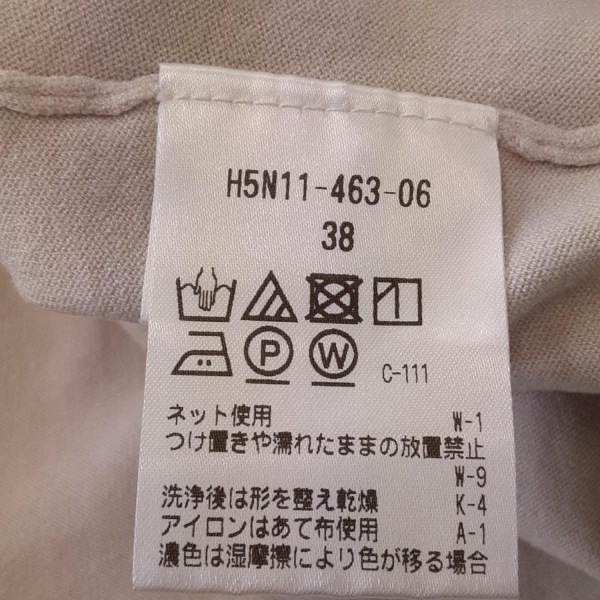 H5N11-463-06
38
P W C-111
ネット使用 W-1
つけ置きや濡れたままの放置禁止
W-9
洗浄後は形を整え乾燥 K-4
アイロンはあて布使用 A-1
濃色は湿摩擦により色が移る場合